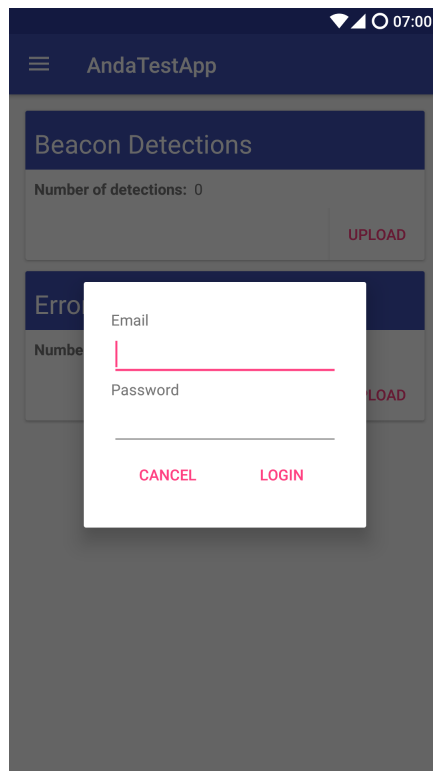 07:00
AndaTestApp
Beacon Detections
Number of detections: 0
UPLOAD
Email
Password
CANCEL LOGIN